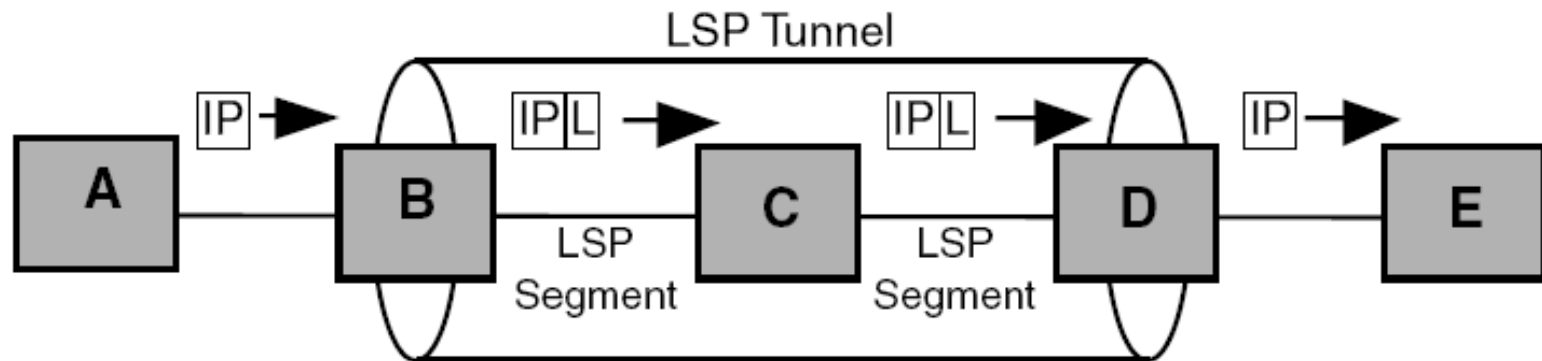 LSP Tunnel
IP
IP L
IP L
IP
A
B
C
D
E
LSP
Segment
LSP
Segment